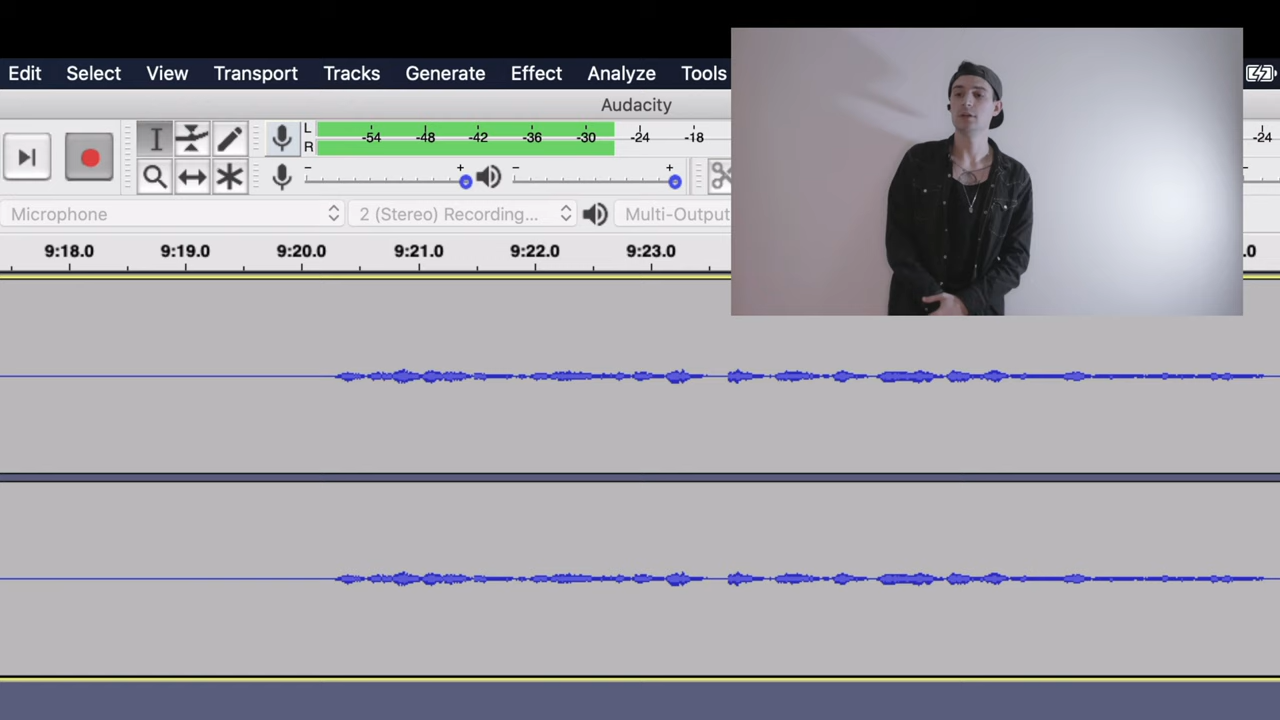 Edit Select View Transport Tracks Generate Effect Analyze Tools
Audacity
L -54 -48 -42 -36 -30 -24 -18 -24
R
- + - +
Microphone 2 (Stereo) Recording... Multi-Output
9:18.0 9:19.0 9:20.0 9:21.0 9:22.0 9:23.0 .0